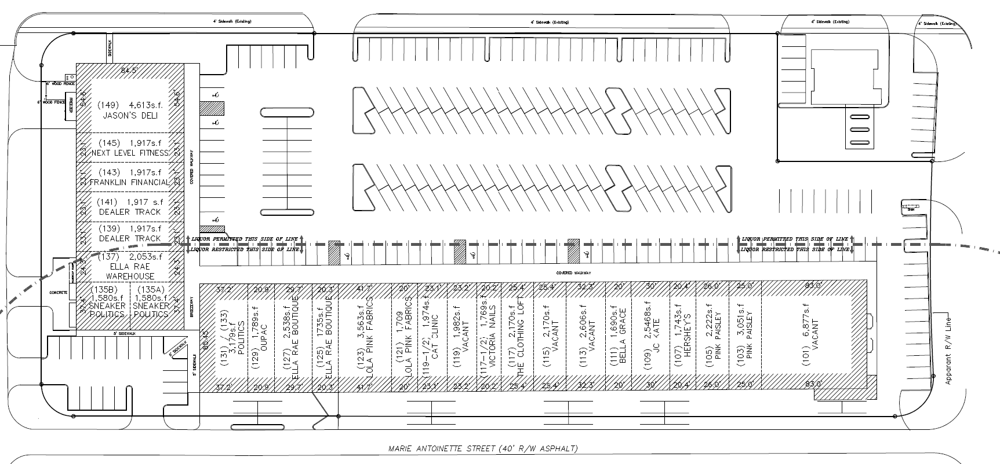 4' Sidewalk (Existing)
4' Sidewalk (Existing)
4' Sidewalk (Existing)
4' Sidewalk (Existing)
SIDEWALK
84.5'
6' WOOD FENCE
6' WOOD FENCE
FREEZER
54.6'
54.6'
(149) 4,613s.f.
JASON'S DELI
23.1'
23.1'
(145) 1,917s.f
NEXT LEVEL FITNESS
23.1'
23.1'
(143) 1,917s.f
FRANKLIN FINANCIAL
23.1'
23.1'
(141) 1,917 s.f
DEALER TRACK
23.1'
23.1'
(139) 1,917s.f
DEALER TRACK
24.3'
24.3'
(137) 2,053s.f
ELLA RAE
WAREHOUSE
37.4'
37.4'
(135B)
1,580s.f
SNEAKER
POLITICS
(135A)
1,580s.f
SNEAKER
POLITICS
COVERED WALKWAY
CONCRETE
BREEZEWAY
5' SIDEWALK
5' SIDEWALK
LIQUOR PERMITTED THIS SIDE OF LINE
LIQUOR RESTRICTED THIS SIDE OF LINE
LIQUOR PERMITTED THIS SIDE OF LINE
LIQUOR RESTRICTED THIS SIDE OF LINE
SIGN
COVERED WALKWAY
37.2' 20.9' 29.7' 20.3' 41.7' 20' 23.1' 23.2' 20.2' 25.4' 25.4' 32.3' 20' 30' 20.4' 26.0' 25.0' 83.0'
85.45'
(131) / (133)
3,179s.f
POLITICS
(129) 1,789s.f
OUPAC
(127) 2,538s.f
ELLA RAE BOUTIQUE
(125) 1735s.f
ELLA RAE BOUTIQUE
(123) 3,563s.f
LOLA PINK FABRICS
(121) 1,709
LOLA PINK FABRICS
(119-1/2) 1,974s.f
CAT CLINIC
(119) 1,982s.f
VACANT
(117-1/2) 1,769s.f
VICTORIA NAILS
(117) 2,170s.f
THE CLOTHING LOFT
(115) 2,170s.f
VACANT
(113) 2,606s.f
VACANT
(111) 1,690s.f
BELLA GRACE
(109) 2,5468s.f
JC KATE
(107) 1,743s.f
HERSHEY'S
(105) 2,222s.f
PINK PAISLEY
(103) 3,051s.f
PINK PAISLEY
(101) 6,877s.f
VACANT
37.2' 20.9' 29.7' 20.3' 41.7' 20' 23.1' 23.2' 20.2' 25.4' 25.4' 32.3' 20' 30' 20.4' 26.0' 25.0' 83.0'
Apparant R/W Line
MARIE ANTOINETTE STREET (40' R/W ASPHALT)